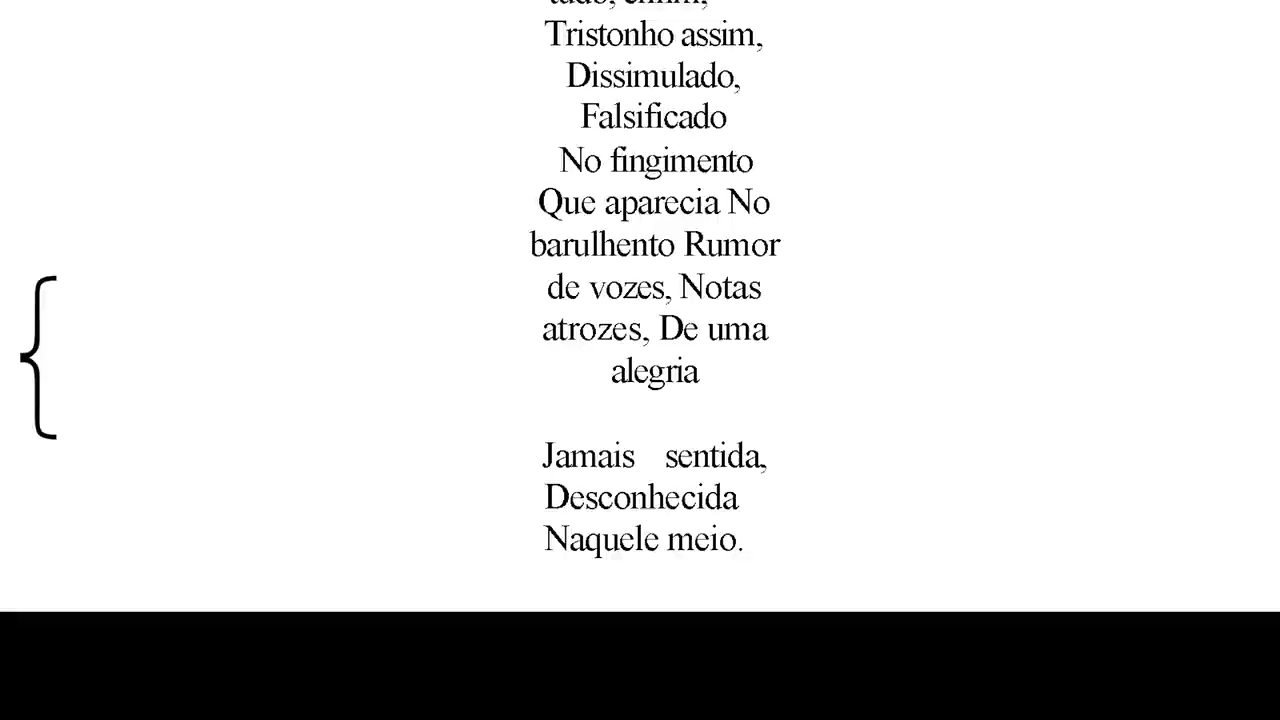 Tristonho assim,
Dissimulado,
Falsificado
No fingimento
Que aparecia No
barulhento Rumor
de vozes, Notas
atrozes, De uma
alegria
Jamais sentida,
Desconhecida
Naquele meio.